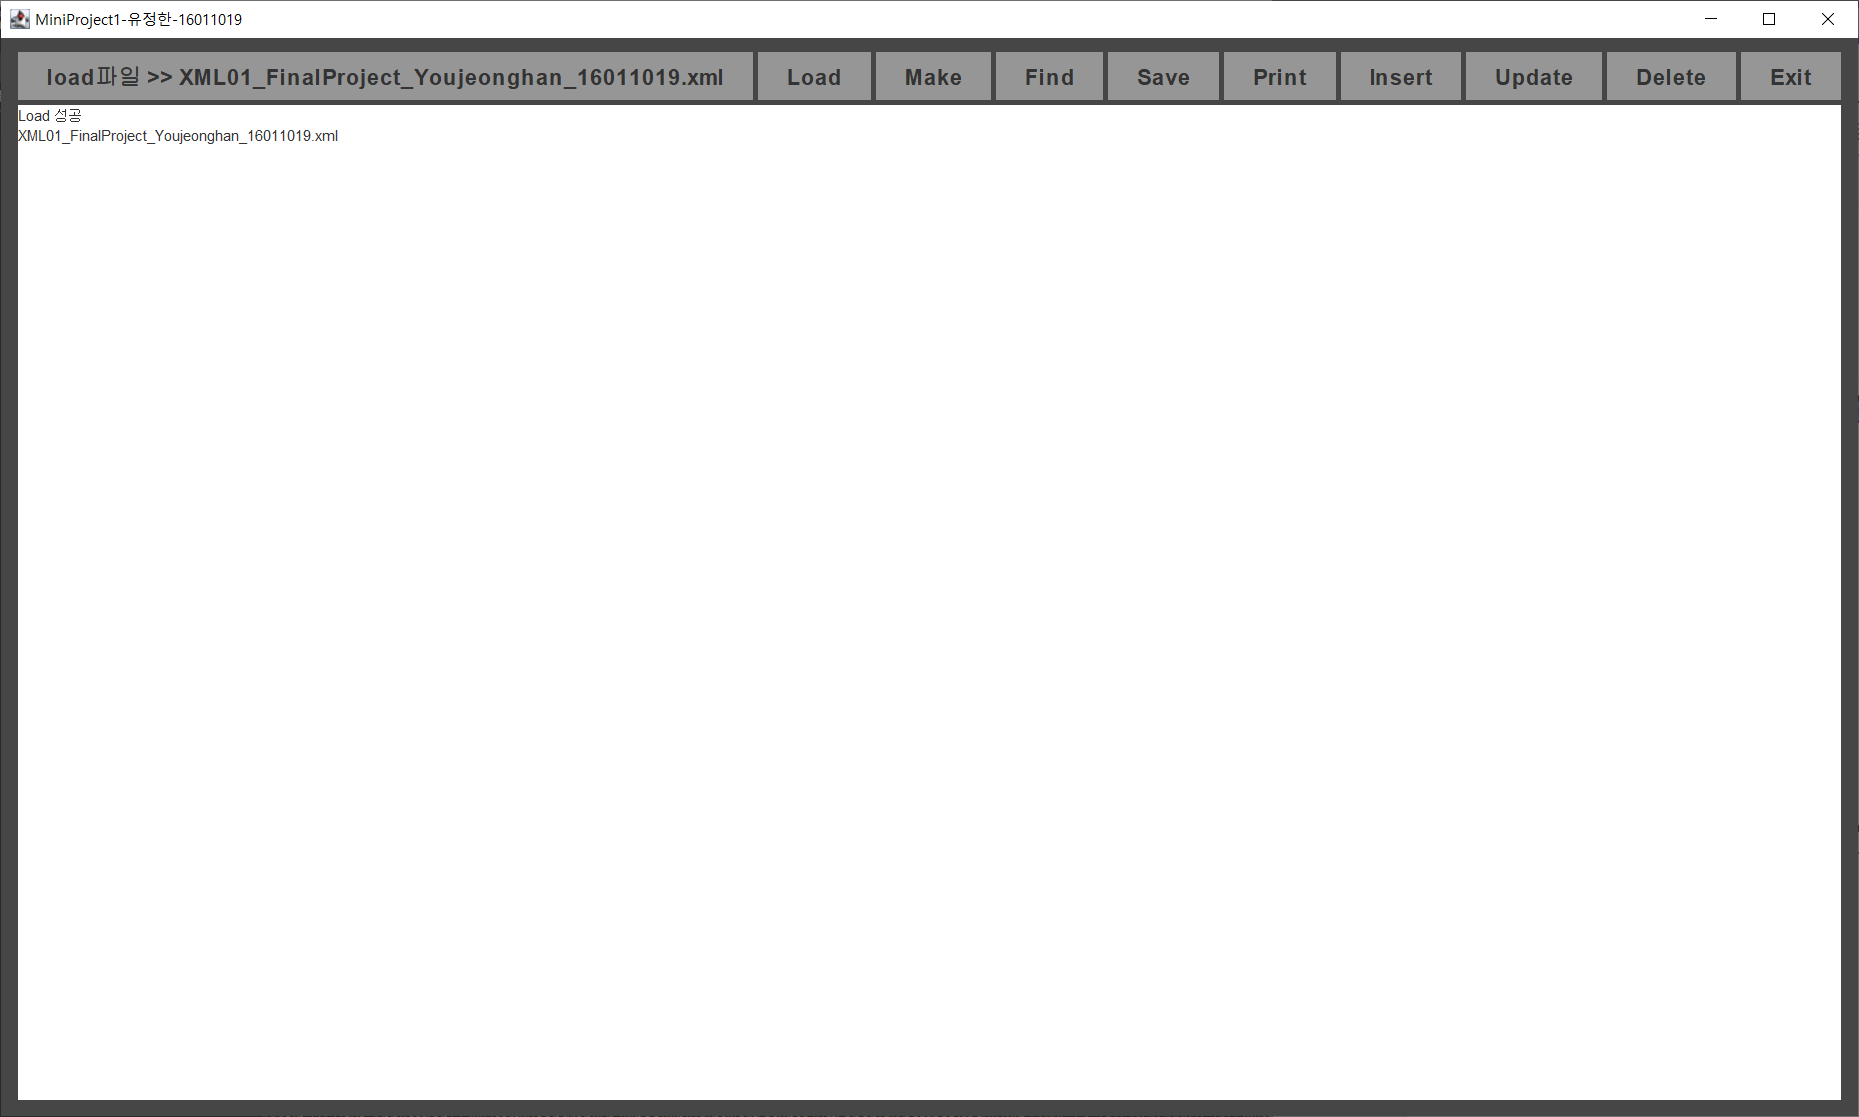 MiniProject1-유정한-16011019
load파일 >> XML01_FinalProject_Youjeonghan_16011019.xml Load Make Find Save Print Insert Update Delete Exit
Load 성공
XML01_FinalProject_Youjeonghan_16011019.xml